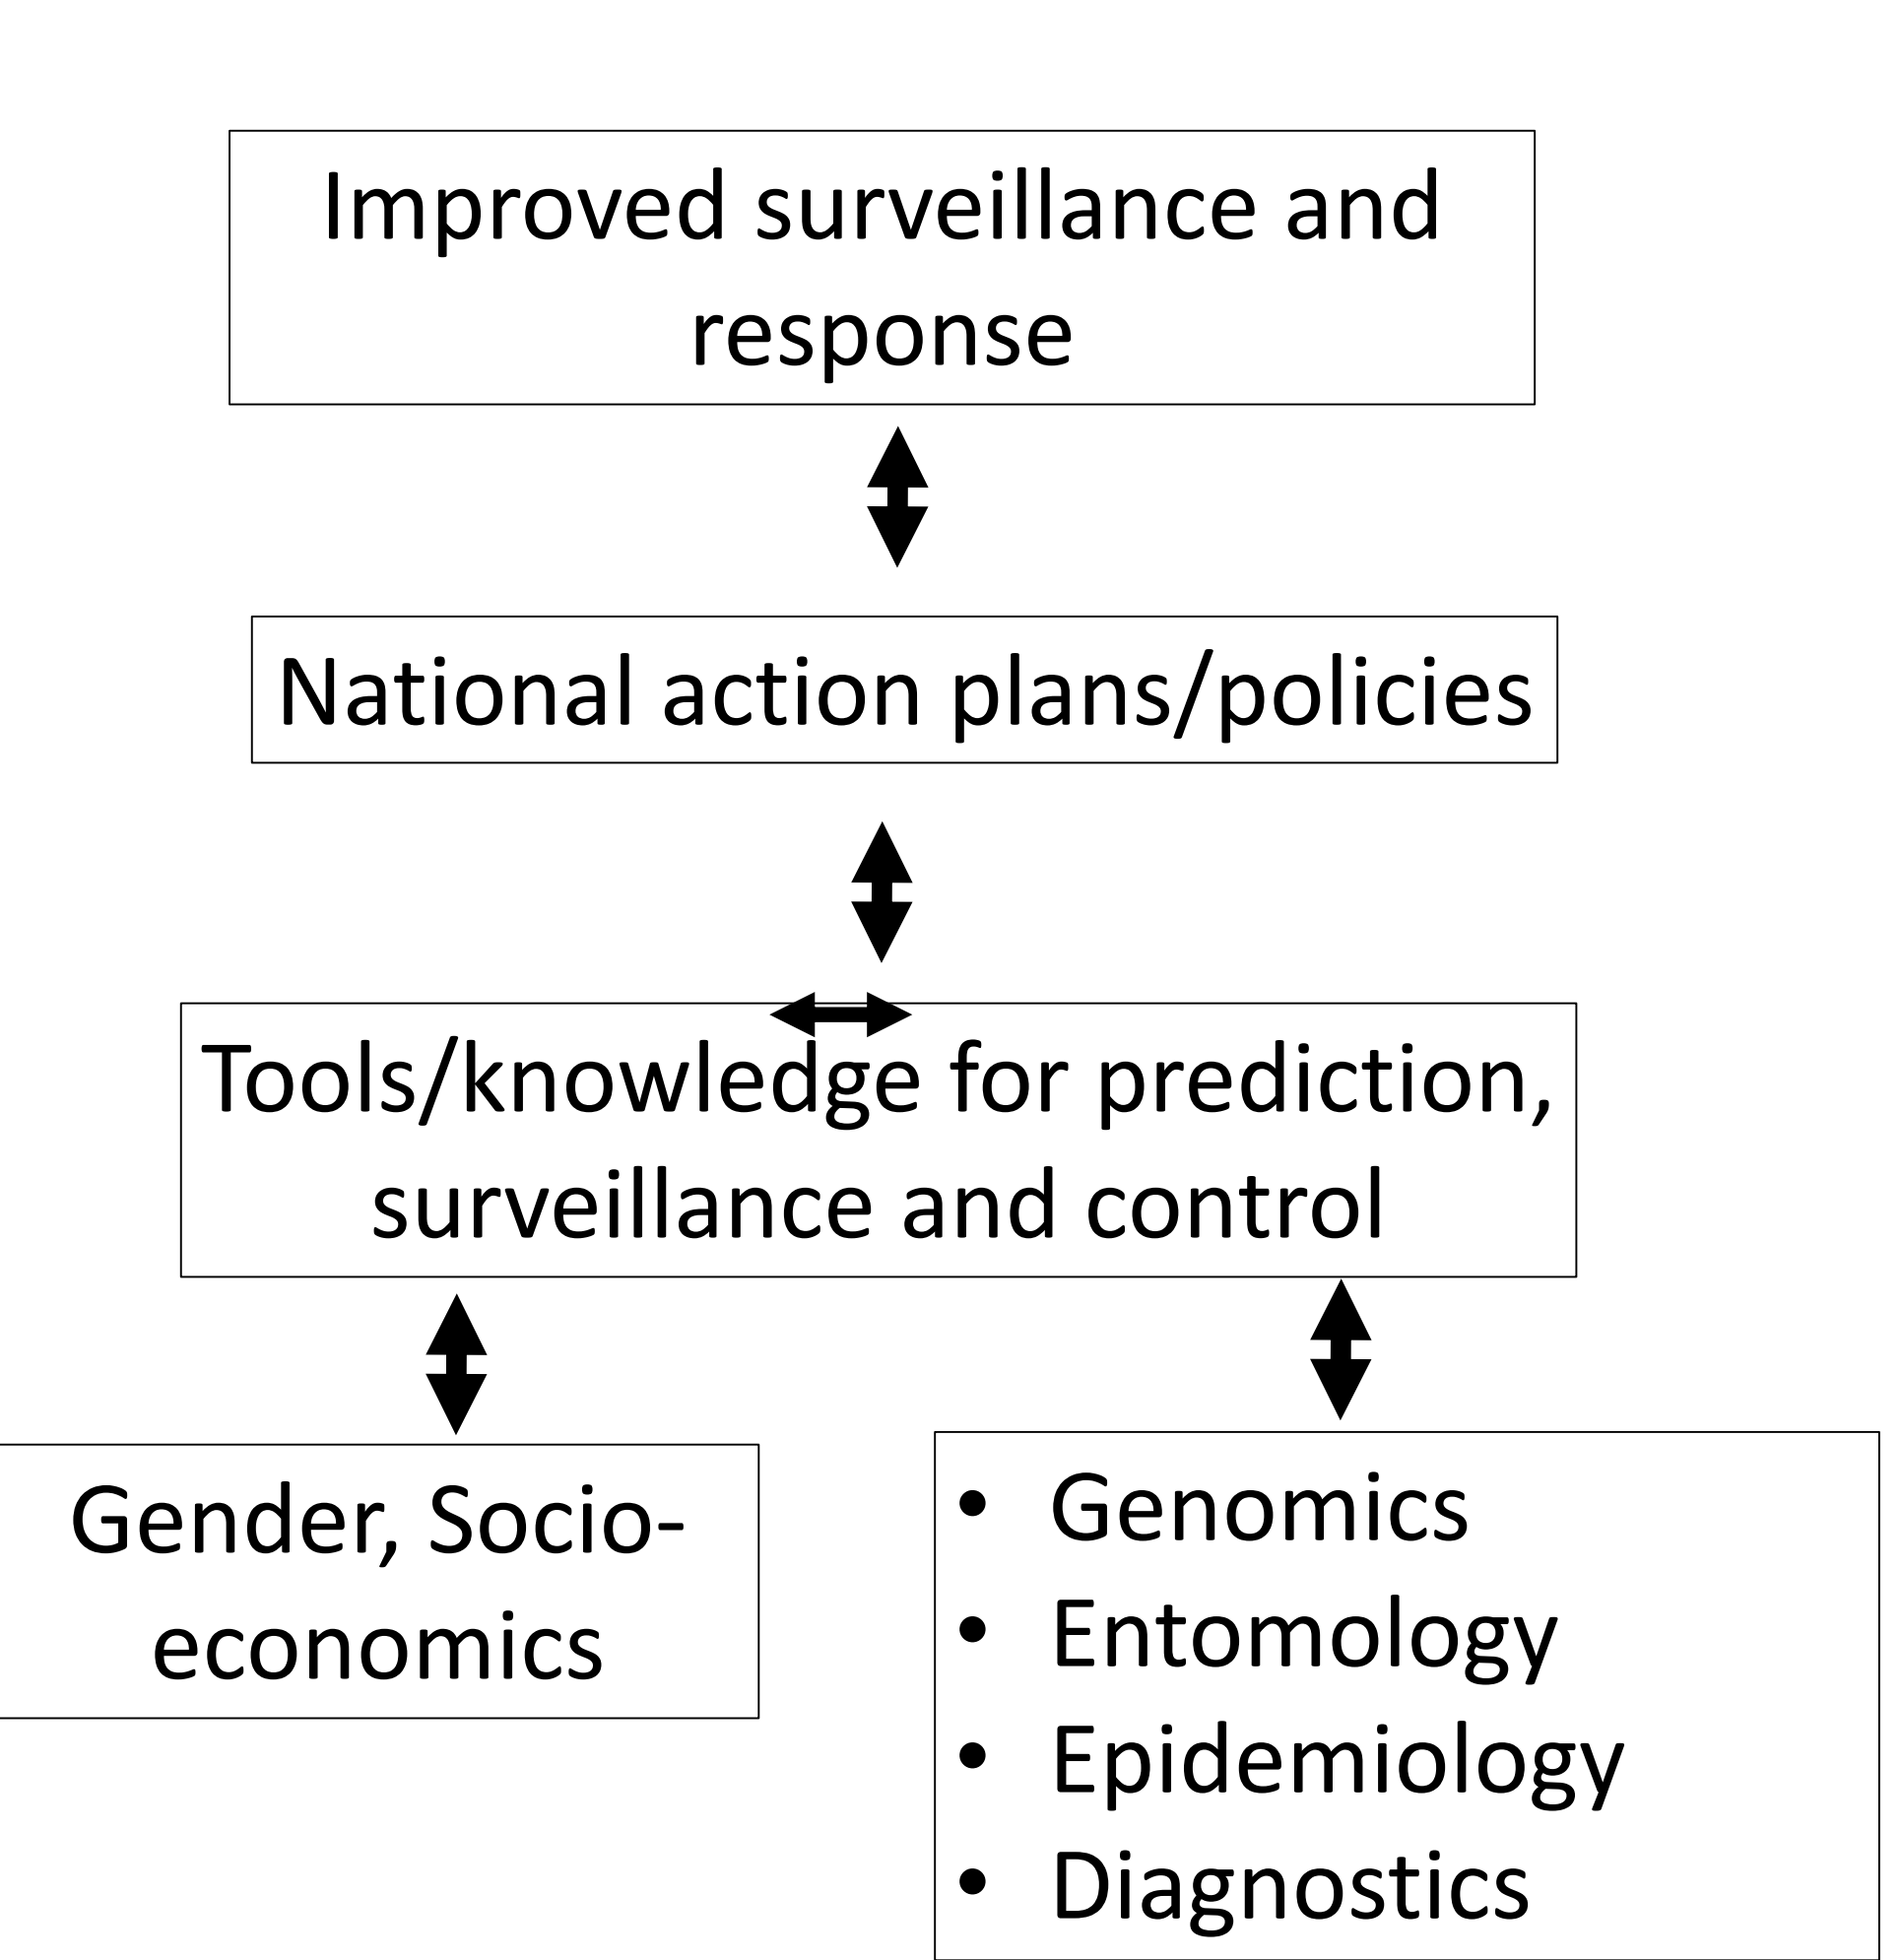 Improved surveillance and
response
National action plans/policies
Tools/knowledge for prediction,
surveillance and control
Gender, Socio-
economics
• Genomics
• Entomology
• Epidemiology
• Diagnostics